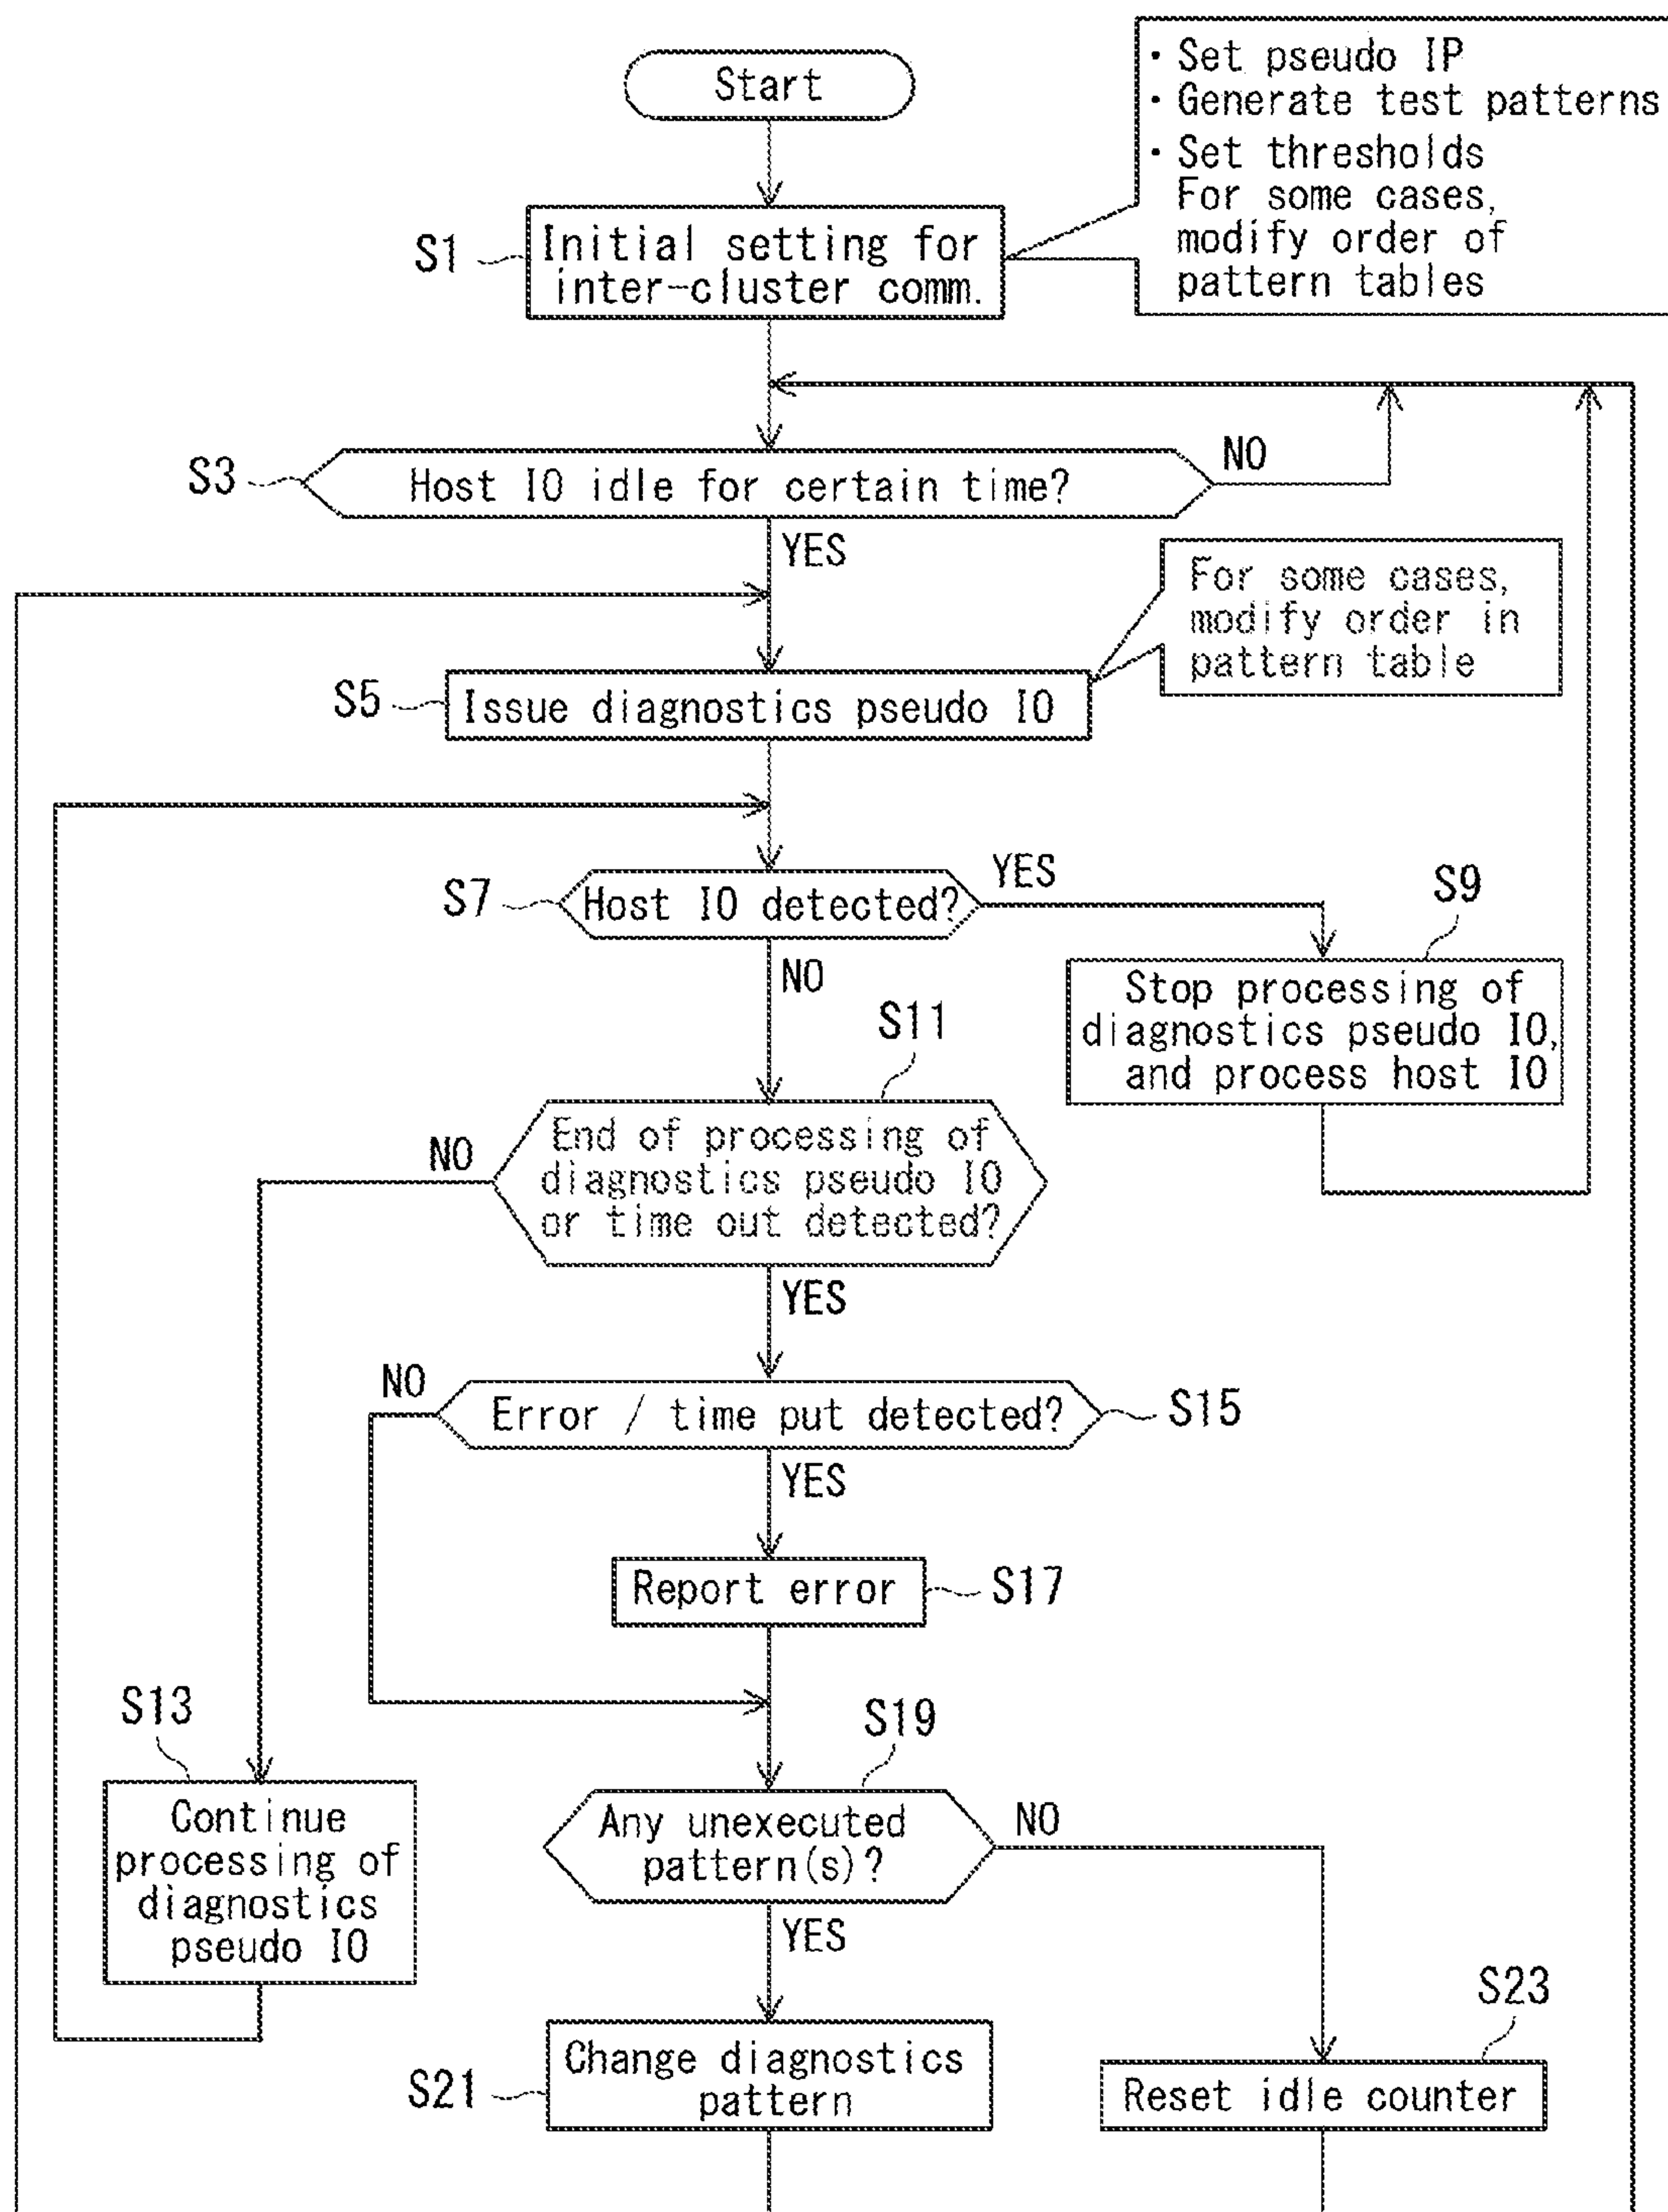 Start
・Set pseudo IP
・Generate test patterns
・Set thresholds
For some cases,
modify order of
pattern tables
S1
Initial setting for
inter-cluster comm.
S3
Host IO idle for certain time?
NO
YES
For some cases,
modify order in
pattern table
S5
Issue diagnostics pseudo IO
S7
Host IO detected?
YES
NO
S9
Stop processing of
diagnostics pseudo IO,
and process host IO
S11
End of processing of
diagnostics pseudo IO
or time out detected?
NO
YES
NO
Error / time put detected?
S15
YES
Report error
S17
S13
Continue
processing of
diagnostics
pseudo IO
S19
Any unexecuted
pattern(s)?
NO
YES
S21
Change diagnostics
pattern
S23
Reset idle counter